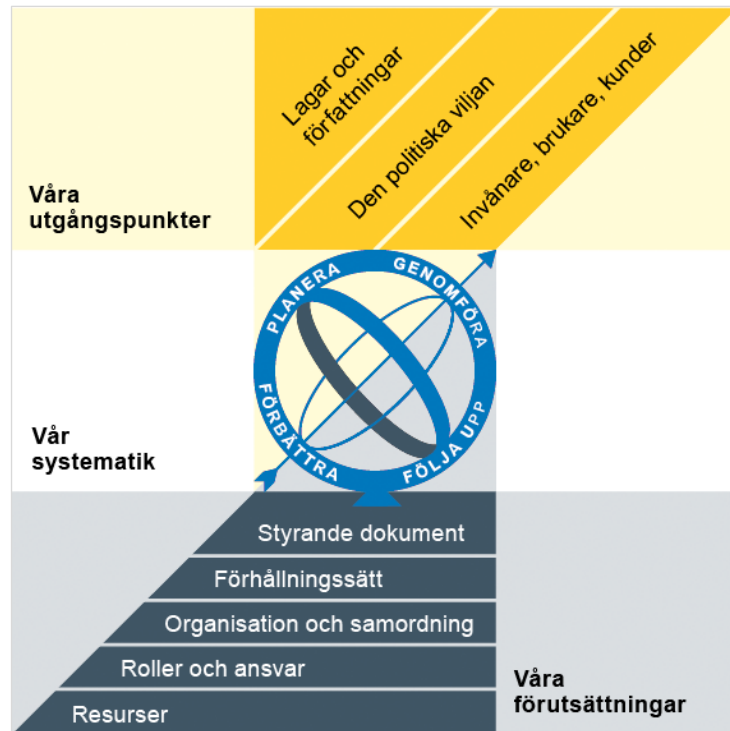 Lagar och
författningar
Den politiska viljan
Invånare, brukare, kunder
Våra
utgångspunkter
PLANERA
GENOMFÖRA
FÖLJA UPP
FÖRBÄTTRA
Vår
systematik
Styrande dokument
Förhållningssätt
Organisation och samordning
Roller och ansvar
Resurser
Våra
förutsättningar